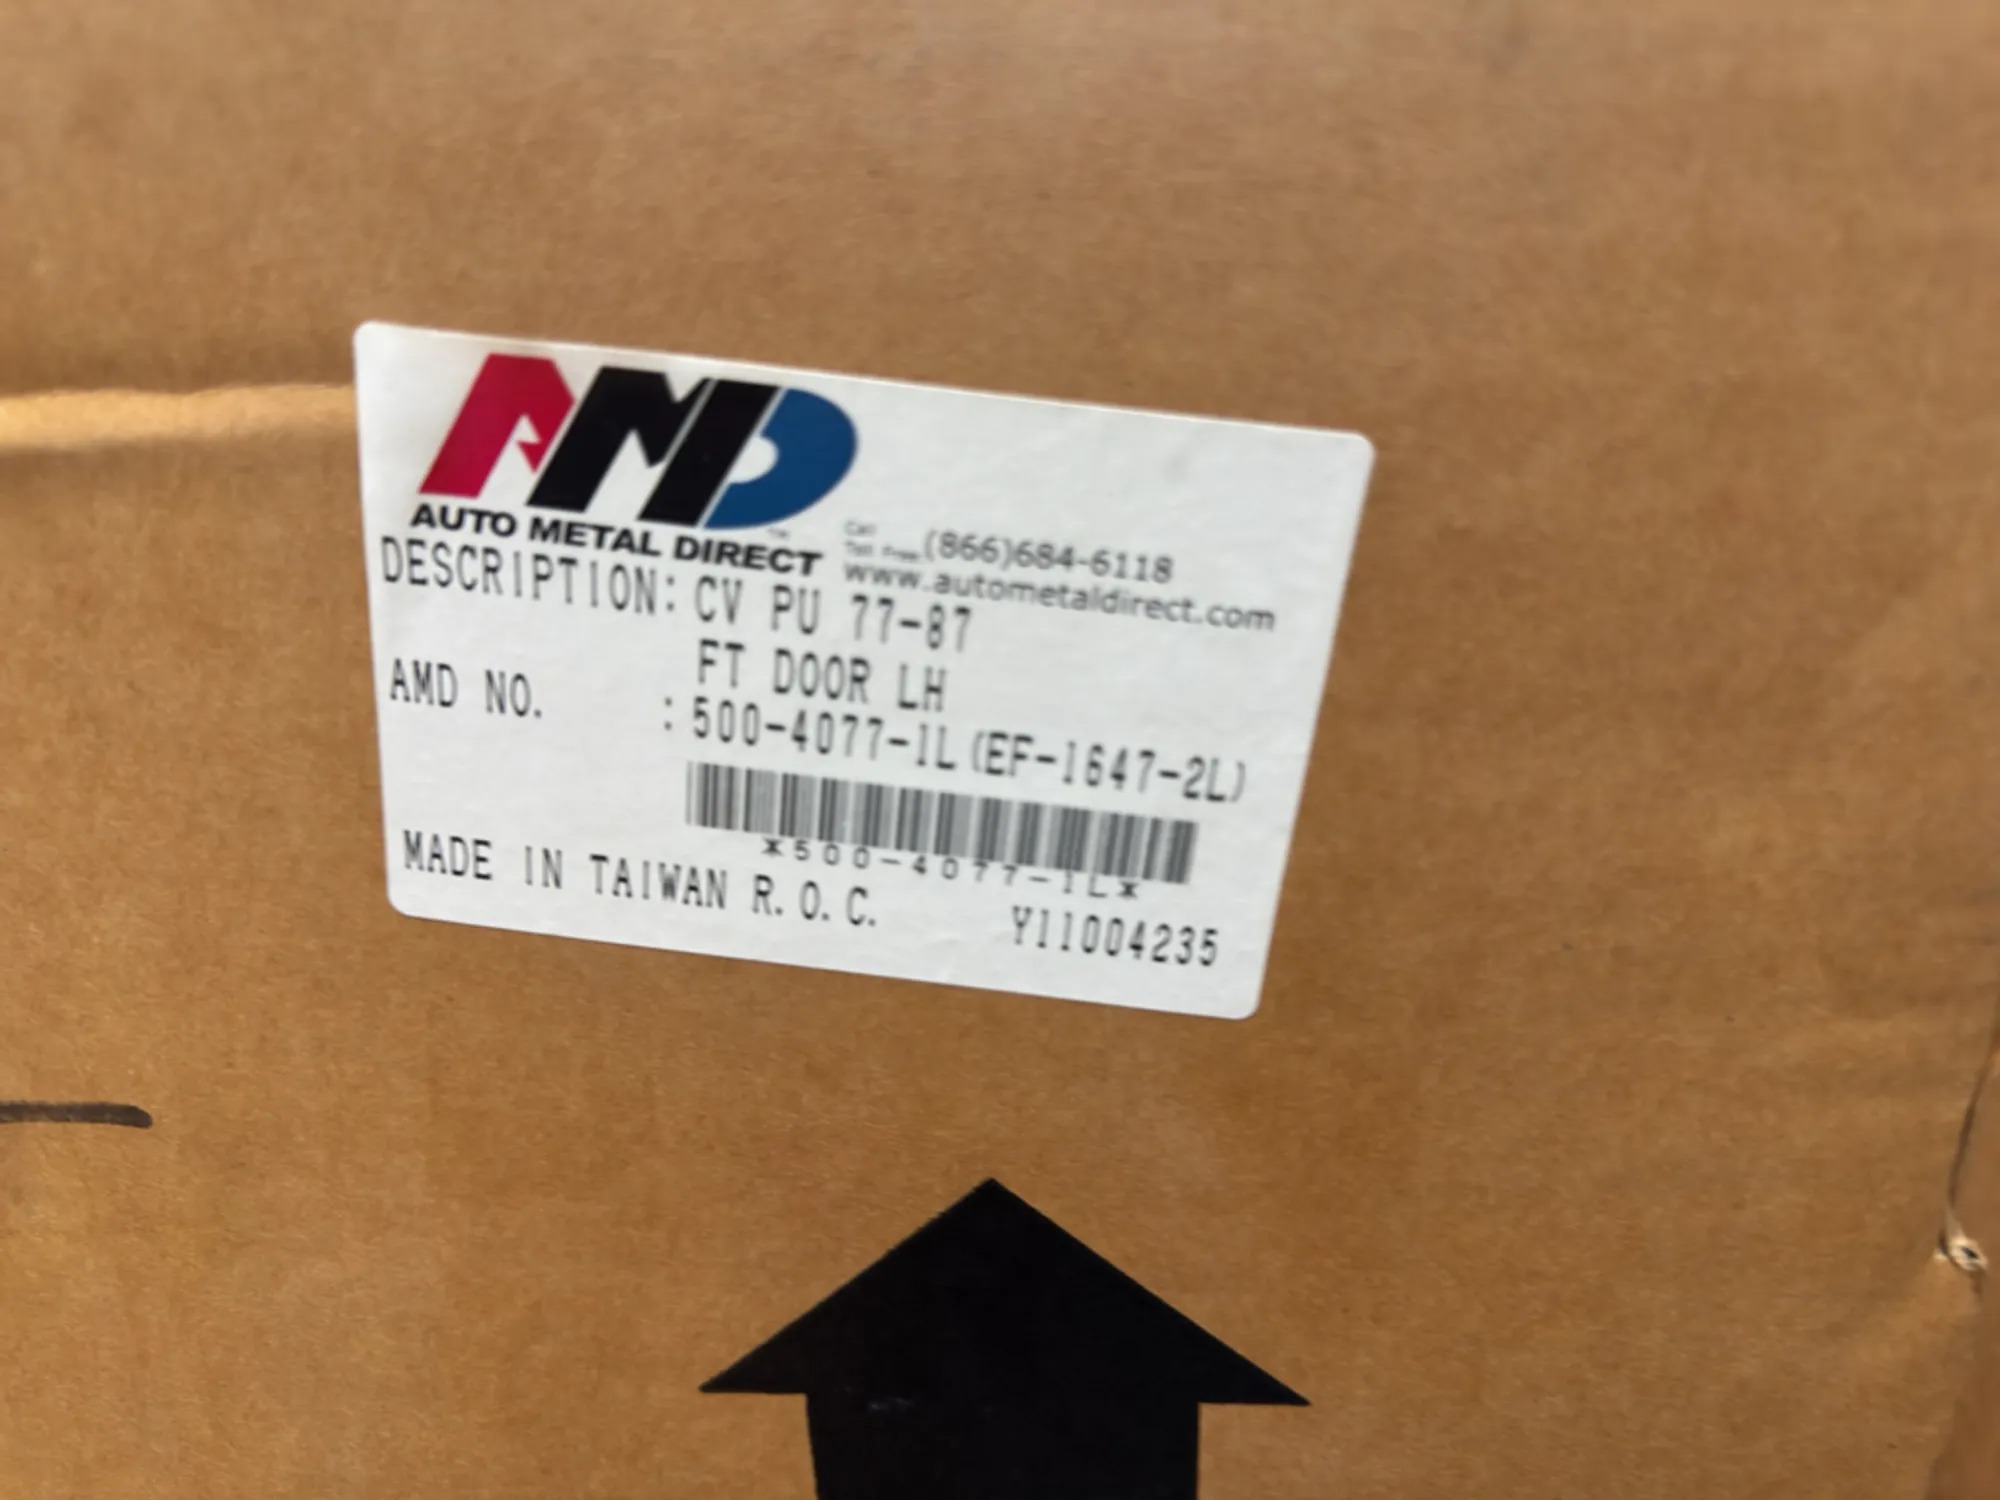 AMD
AUTO METAL DIRECT™
Call Toll Free (866)684-6118
www.autometaldirect.com
DESCRIPTION: CV PU 77-87
FT DOOR LH
AMD NO. : 500-4077-1L(EF-1647-2L)
*500-4077-1L*
MADE IN TAIWAN R.O.C. Y11004235